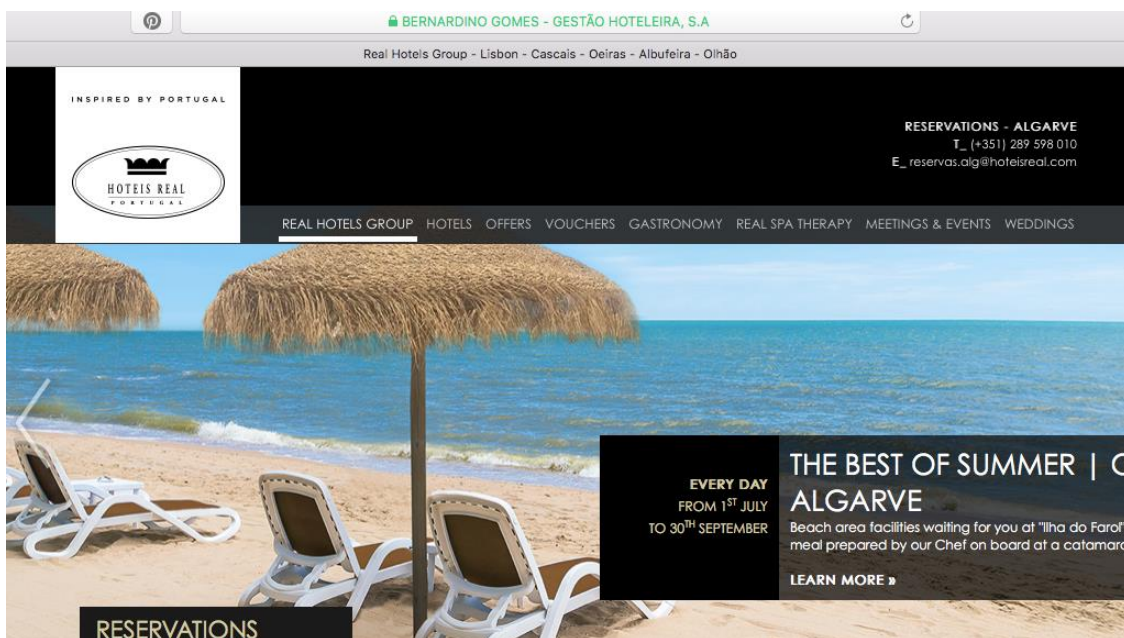 BERNARDINO GOMES - GESTÃO HOTELEIRA, S.A
Real Hotels Group - Lisbon - Cascais - Oeiras - Albufeira - Olhão
INSPIRED BY PORTUGAL
HOTEIS REAL
PORTUGAL
RESERVATIONS - ALGARVE
T_ (+351) 289 598 010
E_ reservas.alg@hoteisreal.com
REAL HOTELS GROUP HOTELS OFFERS VOUCHERS GASTRONOMY REAL SPA THERAPY MEETINGS & EVENTS WEDDINGS
EVERY DAY
FROM 1ST JULY
TO 30TH SEPTEMBER
THE BEST OF SUMMER |
ALGARVE
Beach area facilities waiting for you at "Ilha do Farol"
meal prepared by our Chef on board at a
LEARN MORE »
RESERVATIONS